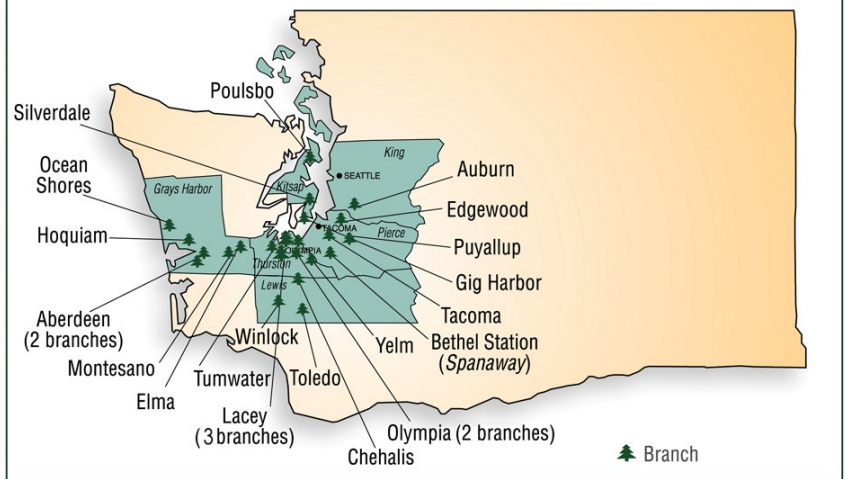 Poulsbo
Silverdale
King
Ocean
Shores
SEATTLE
Auburn
Grays Harbor
Kitsap
Edgewood
Hoquiam
TACOMA
Pierce
Puyallup
OLYMPIA
Thurston
Gig Harbor
Lewis
Aberdeen
(2 branches)
Tacoma
Winlock
Yelm
Bethel Station
(Spanaway)
Montesano
Tumwater
Toledo
Elma
Lacey
(3 branches)
Olympia (2 branches)
Chehalis
Branch